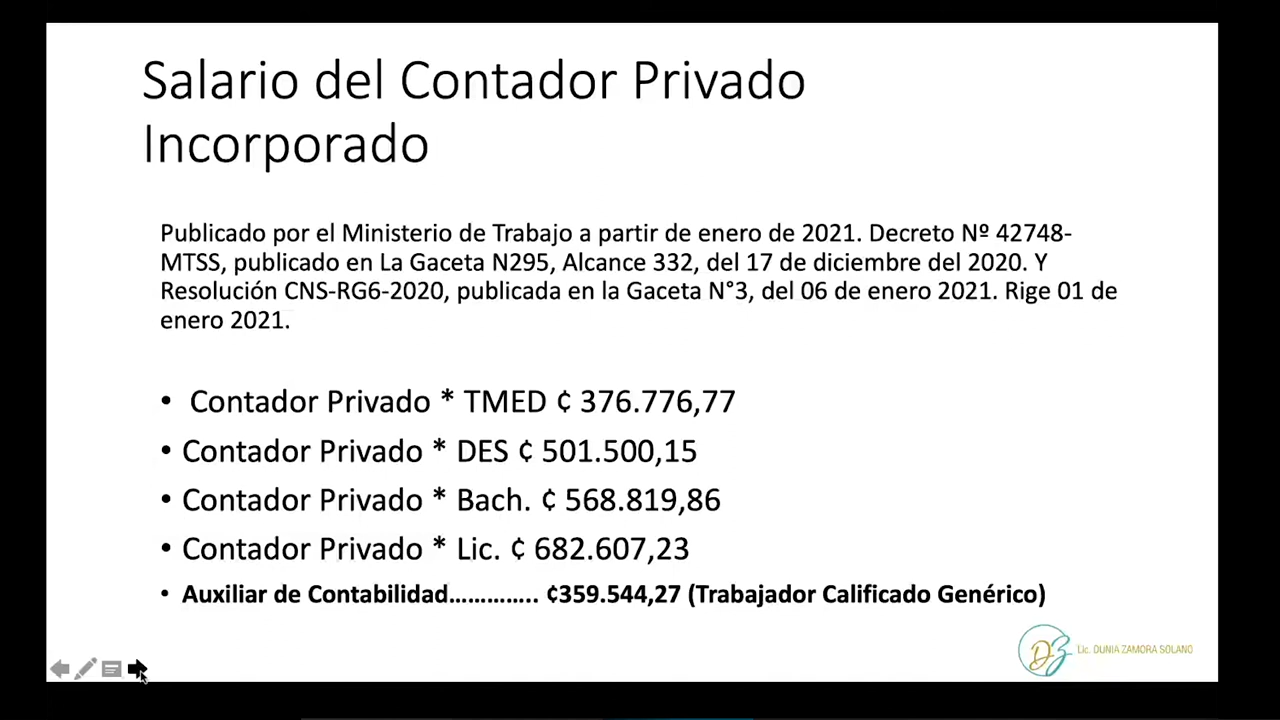 Salario del Contador Privado
Incorporado
Publicado por el Ministerio de Trabajo a partir de enero de 2021. Decreto Nº 42748-
MTSS, publicado en La Gaceta N295, Alcance 332, del 17 de diciembre del 2020. Y
Resolución CNS-RG6-2020, publicada en la Gaceta N°3, del 06 de enero 2021. Rige 01 de
enero 2021.
• Contador Privado * TMED ¢ 376.776,77
• Contador Privado * DES ¢ 501.500,15
• Contador Privado * Bach. ¢ 568.819,86
• Contador Privado * Lic. ¢ 682.607,23
• Auxiliar de Contabilidad………….. ¢359.544,27 (Trabajador Calificado Genérico)
DZ Lic. DUNIA ZAMORA SOLANO